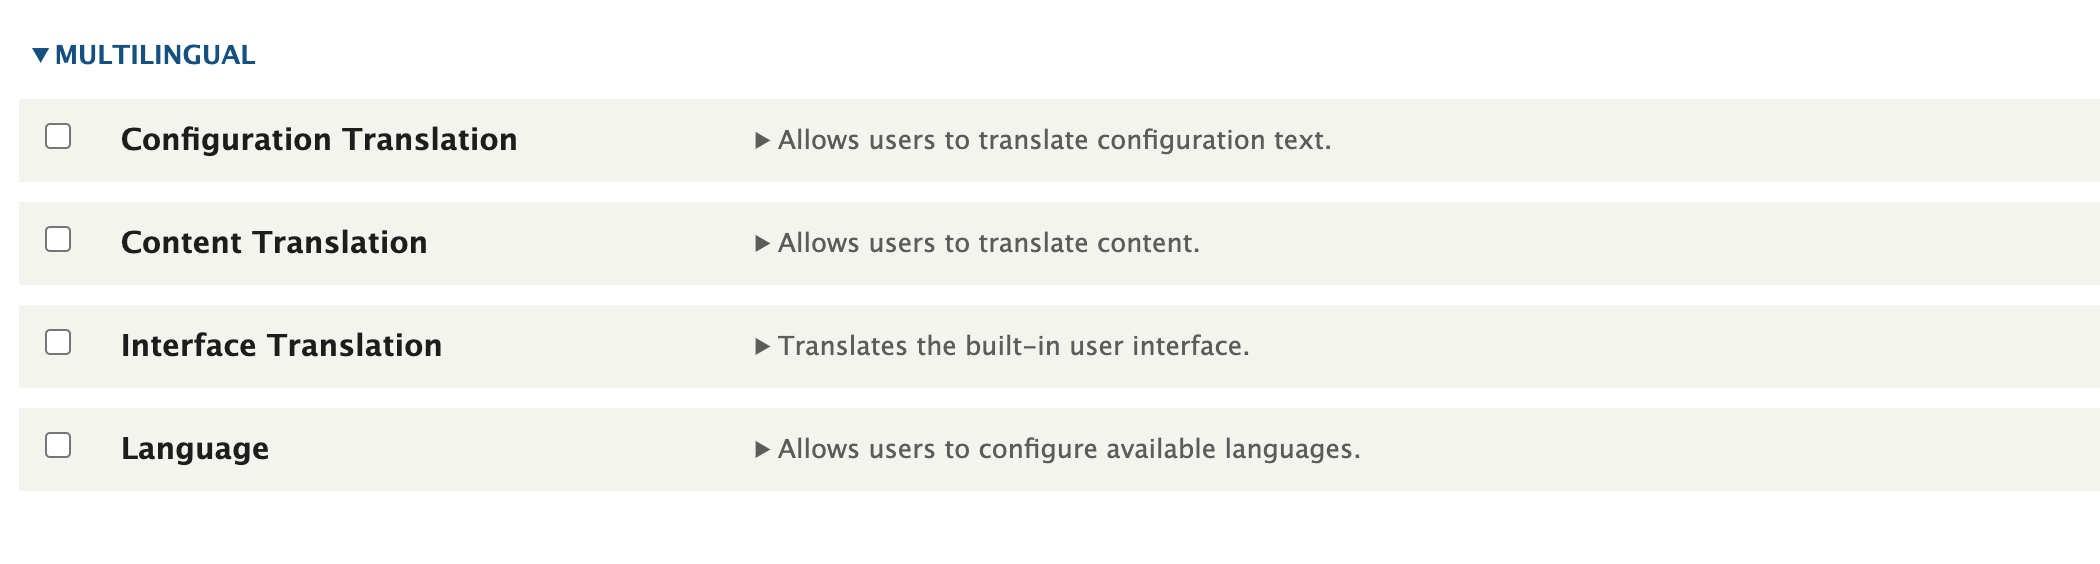 MULTILINGUAL
Configuration Translation Allows users to translate configuration text.
Content Translation Allows users to translate content.
Interface Translation Translates the built-in user interface.
Language Allows users to configure available languages.